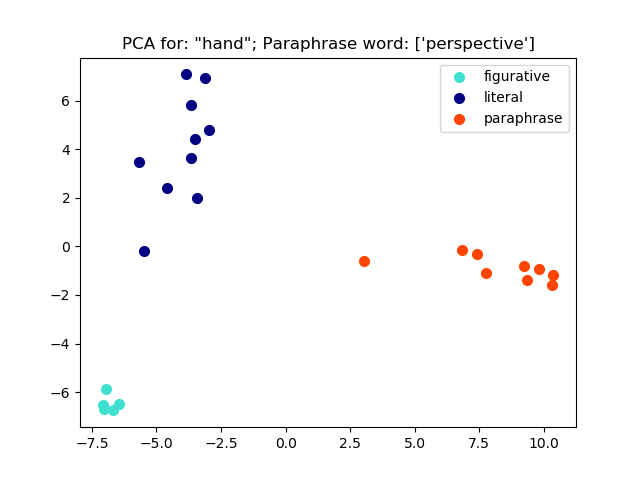 PCA for: "hand"; Paraphrase word: ['perspective']
figurative
literal
paraphrase
6
4
2
0
−2
−4
−6
−7.5 −5.0 −2.5 0.0 2.5 5.0 7.5 10.0